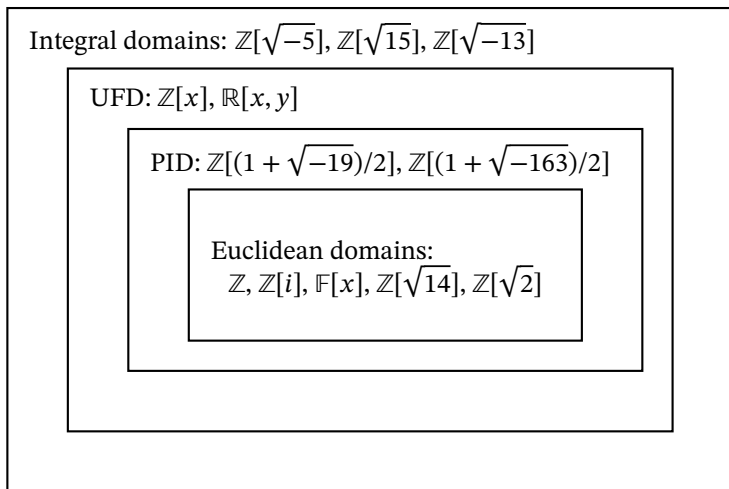 Integral domains: ℤ[√−5], ℤ[√15], ℤ[√−13]
UFD: ℤ[x], ℝ[x, y]
PID: ℤ[(1 + √−19)/2], ℤ[(1 + √−163)/2]
Euclidean domains:
ℤ, ℤ[i], 𝔽[x], ℤ[√14], ℤ[√2]